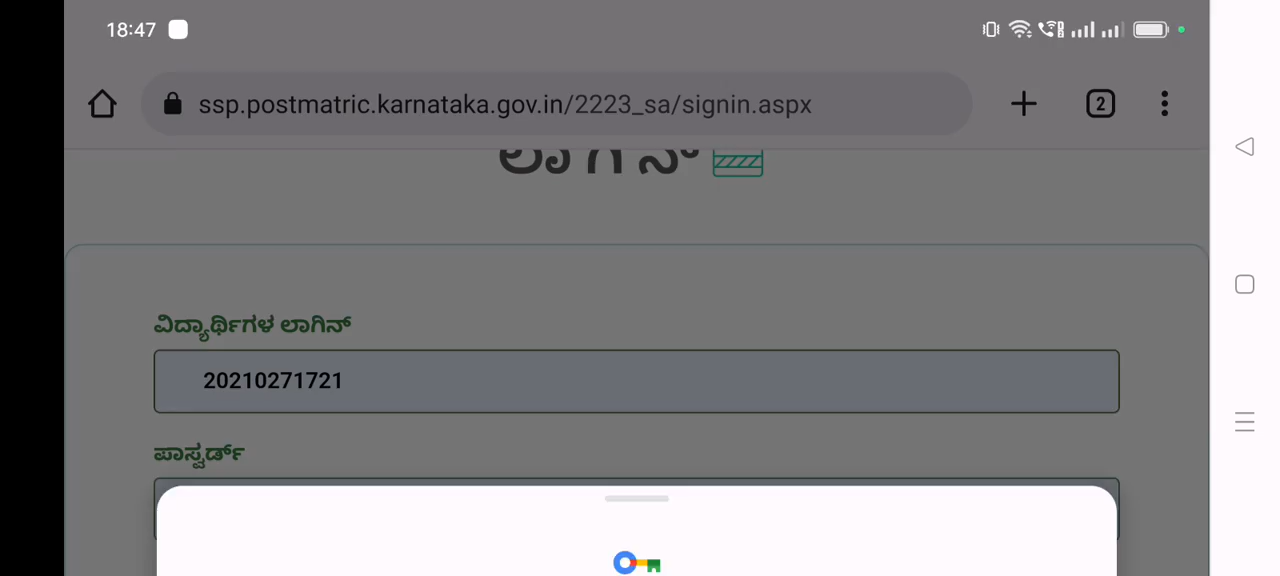 18:47
ssp.postmatric.karnataka.gov.in/2223_sa/signin.aspx
2
ಲಾಗಿನ್
ವಿದ್ಯಾರ್ಥಿಗಳ ಲಾಗಿನ್
20210271721
ಪಾಸ್ವರ್ಡ್